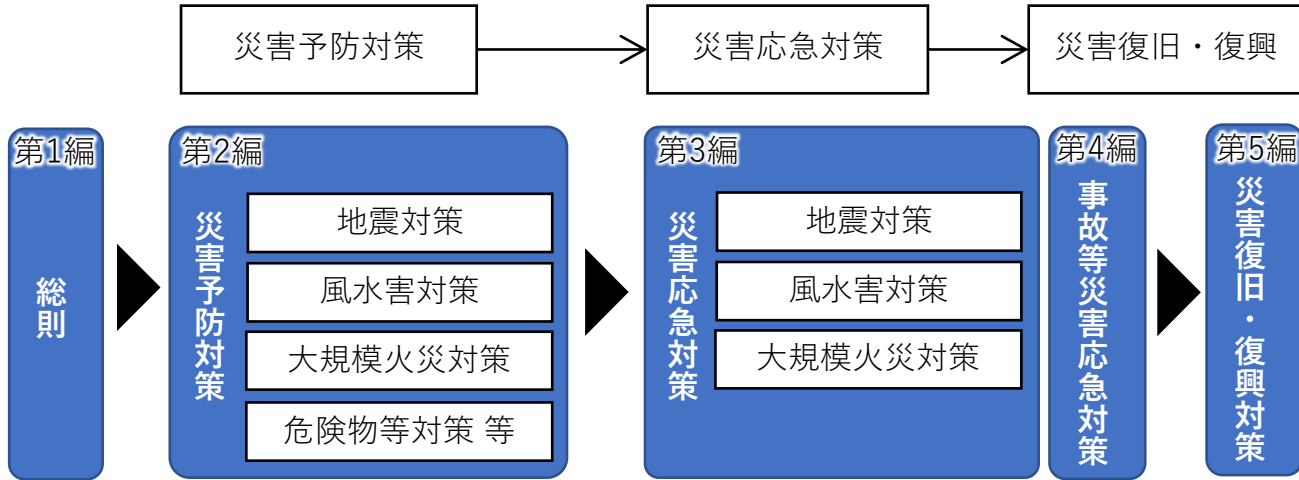 災害予防対策
災害応急対策
災害復旧・復興
第1編
総則
第2編
災害予防対策
地震対策
風水害対策
大規模火災対策
危険物等対策 等
第3編
災害応急対策
地震対策
風水害対策
大規模火災対策
第4編
事故等災害応急対策
第5編
災害復旧・復興対策